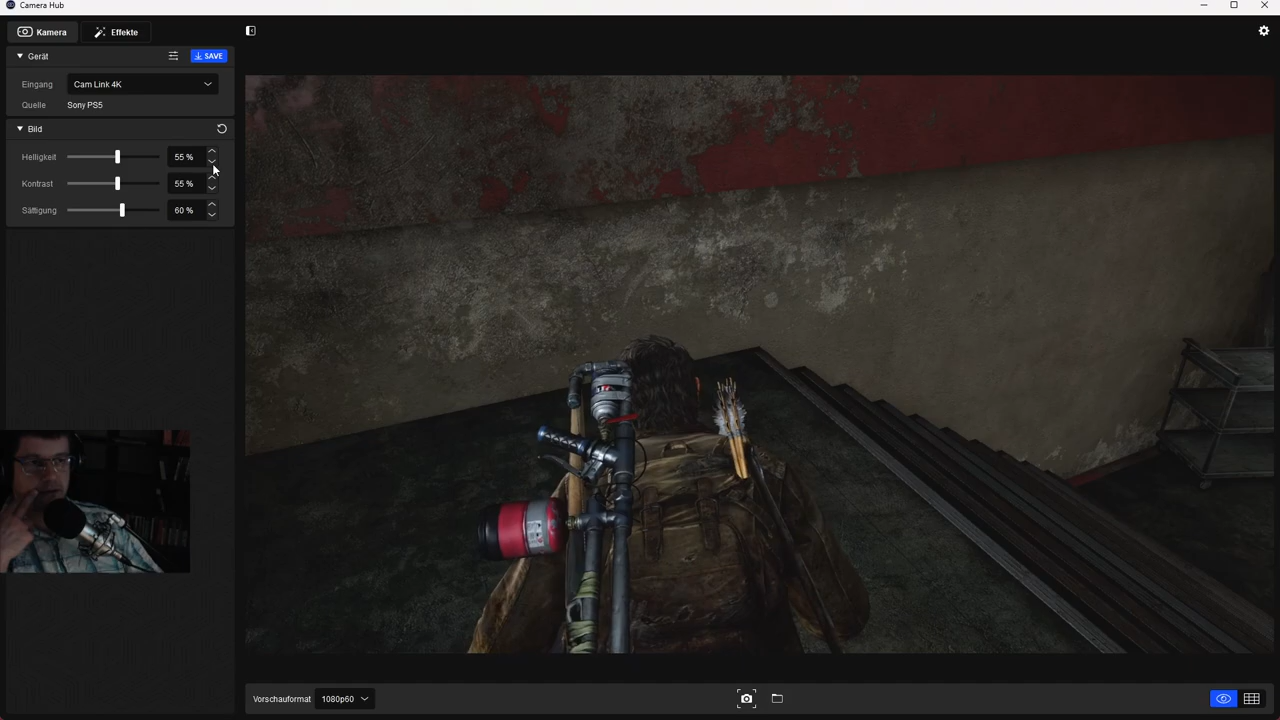 Camera Hub
Kamera
Effekte
Gerät
SAVE
Eingang
Cam Link 4K
Quelle
Sony PS5
Bild
Helligkeit
55 %
Kontrast
55 %
Sättigung
60 %
Vorschauformat
1080p60